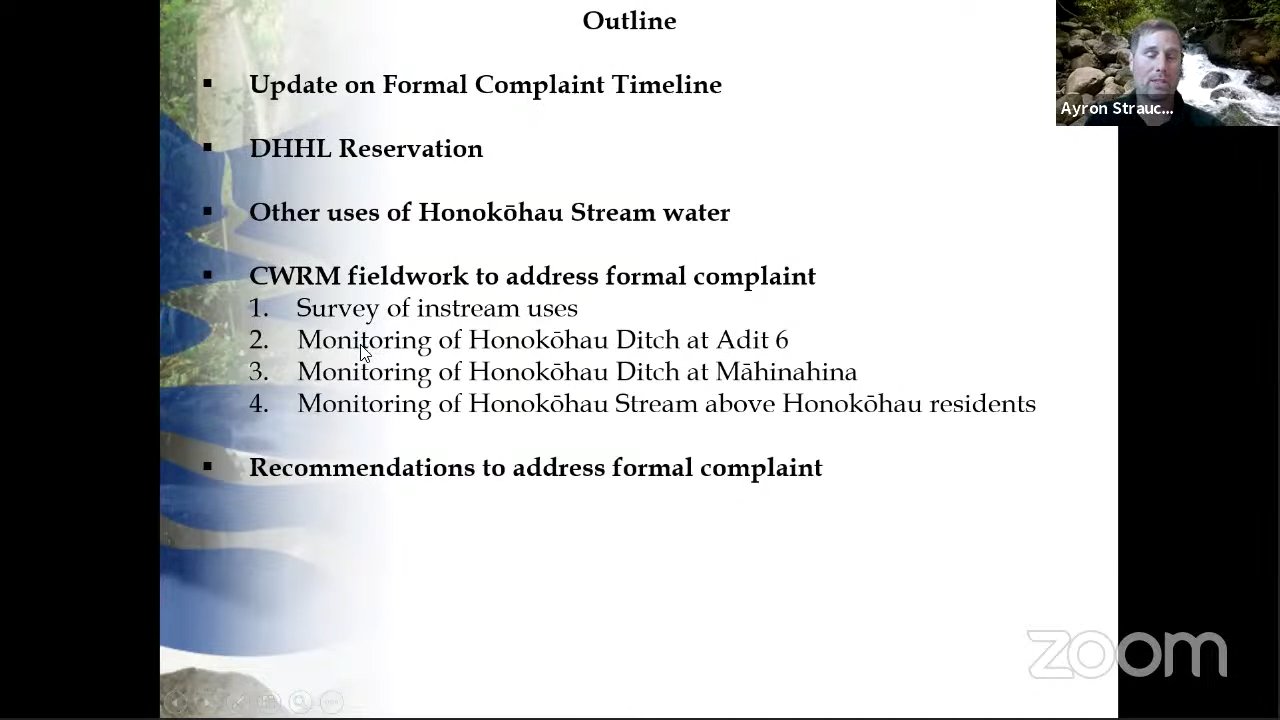 Outline
Ayron Strauc...
▪ Update on Formal Complaint Timeline
▪ DHHL Reservation
▪ Other uses of Honokōhau Stream water
▪ CWRM fieldwork to address formal complaint
1. Survey of instream uses
2. Monitoring of Honokōhau Ditch at Adit 6
3. Monitoring of Honokōhau Ditch at Māhinahina
4. Monitoring of Honokōhau Stream above Honokōhau residents
▪ Recommendations to address formal complaint
zoom